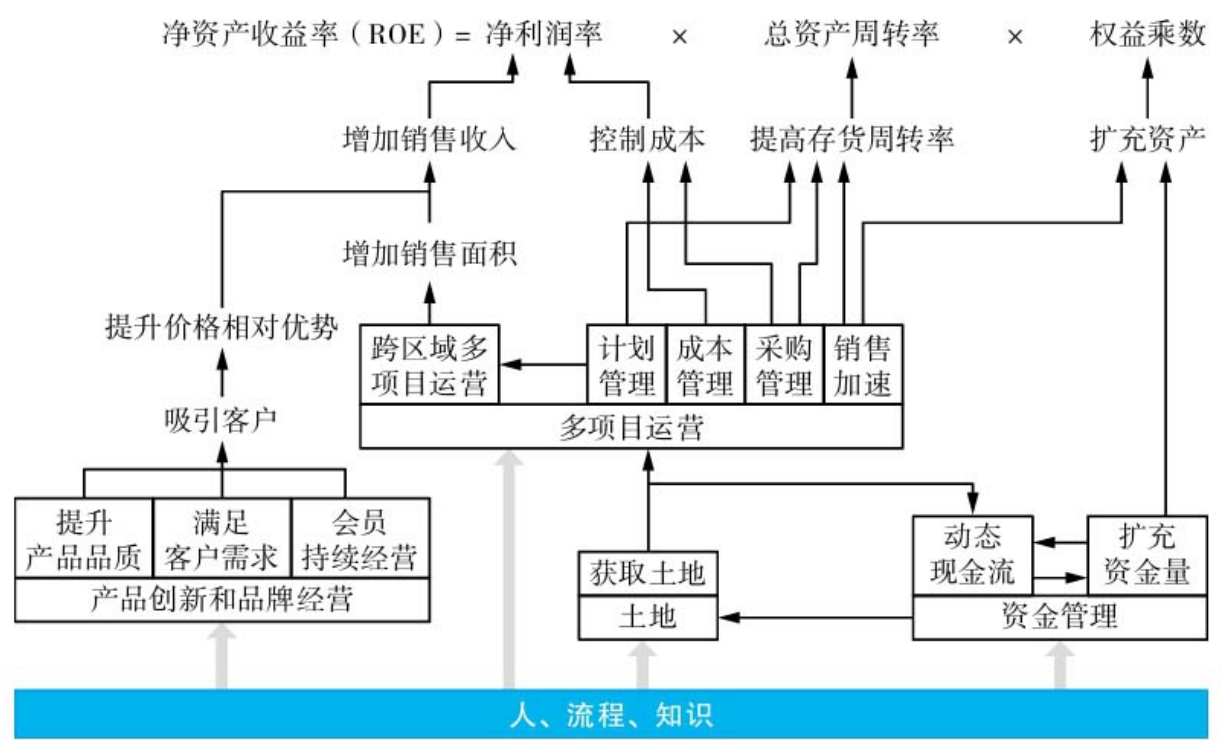 净资产收益率（ROE）= 净利润率 × 总资产周转率 × 权益乘数
增加销售收入 控制成本 提高存货周转率 扩充资产
增加销售面积
提升价格相对优势
跨区域多
项目运营
计划
管理
成本
管理
采购
管理
销售
加速
多项目运营
吸引客户
提升
产品品质
满足
客户需求
会员
持续经营
产品创新和品牌经营
获取土地
土地
动态
现金流
扩充
资金量
资金管理
人、流程、知识